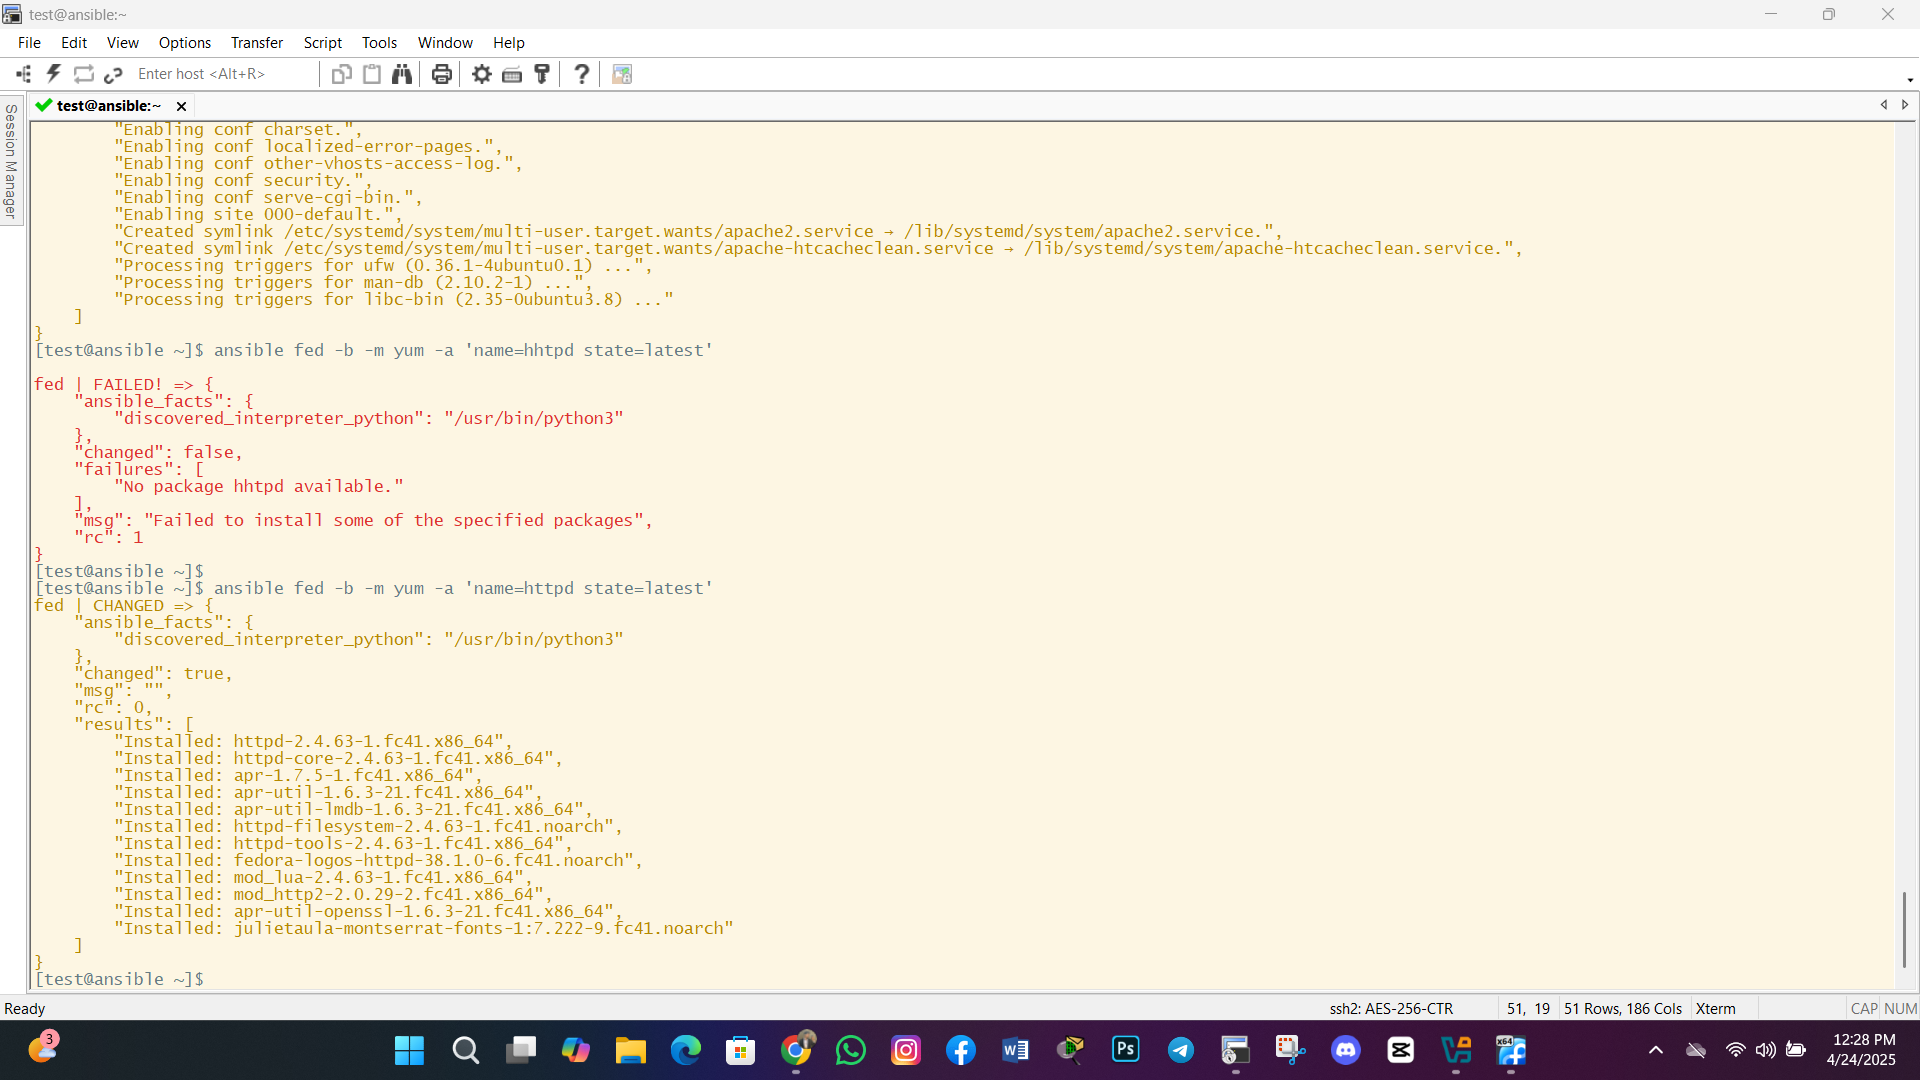 test@ansible:~
File Edit View Options Transfer Script Tools Window Help
Enter host <Alt+R>
Session Manager
test@ansible:~
"Enabling conf charset.",
"Enabling conf localized-error-pages.",
"Enabling conf other-vhosts-access-log.",
"Enabling conf security.",
"Enabling conf serve-cgi-bin.",
"Enabling site 000-default.",
"Created symlink /etc/systemd/system/multi-user.target.wants/apache2.service → /lib/systemd/system/apache2.service.",
"Created symlink /etc/systemd/system/multi-user.target.wants/apache-htcacheclean.service → /lib/systemd/system/apache-htcacheclean.service.",
"Processing triggers for ufw (0.36.1-4ubuntu0.1) ...",
"Processing triggers for man-db (2.10.2-1) ...",
"Processing triggers for libc-bin (2.35-0ubuntu3.8) ..."
]
}
[test@ansible ~]$ ansible fed -b -m yum -a 'name=hhtpd state=latest'
fed | FAILED! => {
"ansible_facts": {
"discovered_interpreter_python": "/usr/bin/python3"
},
"changed": false,
"failures": [
"No package hhtpd available."
],
"msg": "Failed to install some of the specified packages",
"rc": 1
}
[test@ansible ~]$
[test@ansible ~]$ ansible fed -b -m yum -a 'name=httpd state=latest'
fed | CHANGED => {
"ansible_facts": {
"discovered_interpreter_python": "/usr/bin/python3"
},
"changed": true,
"msg": "",
"rc": 0,
"results": [
"Installed: httpd-2.4.63-1.fc41.x86_64",
"Installed: httpd-core-2.4.63-1.fc41.x86_64",
"Installed: apr-1.7.5-1.fc41.x86_64",
"Installed: apr-util-1.6.3-21.fc41.x86_64",
"Installed: apr-util-lmdb-1.6.3-21.fc41.x86_64",
"Installed: httpd-filesystem-2.4.63-1.fc41.noarch",
"Installed: httpd-tools-2.4.63-1.fc41.x86_64",
"Installed: fedora-logos-httpd-38.1.0-6.fc41.noarch",
"Installed: mod_lua-2.4.63-1.fc41.x86_64",
"Installed: mod_http2-2.0.29-2.fc41.x86_64",
"Installed: apr-util-openssl-1.6.3-21.fc41.x86_64",
"Installed: julietaula-montserrat-fonts-1:7.222-9.fc41.noarch"
]
}
[test@ansible ~]$
Ready ssh2: AES-256-CTR 51, 19 51 Rows, 186 Cols Xterm CAP NUM
3
Ps
x64
12:28 PM
4/24/2025